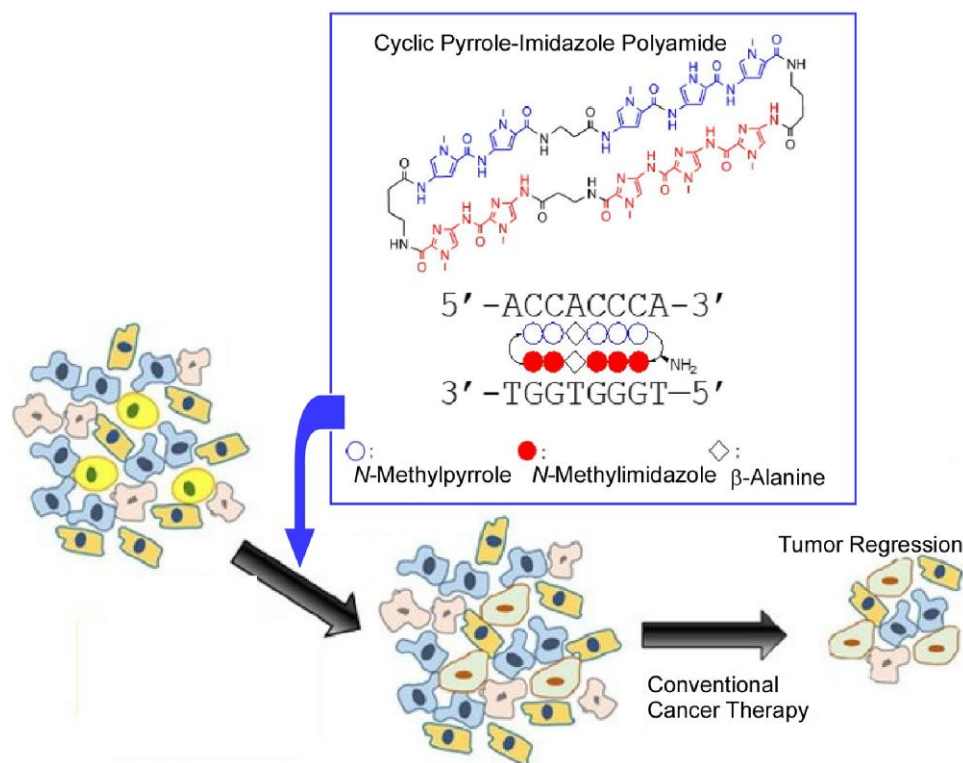 Cyclic Pyrrole-Imidazole Polyamide
5′-ACCACCCA-3′
NH2
3′-TGGTGGGT—5′
: : :
N-Methylpyrrole N-Methylimidazole β-Alanine
Tumor Regression
Conventional
Cancer Therapy